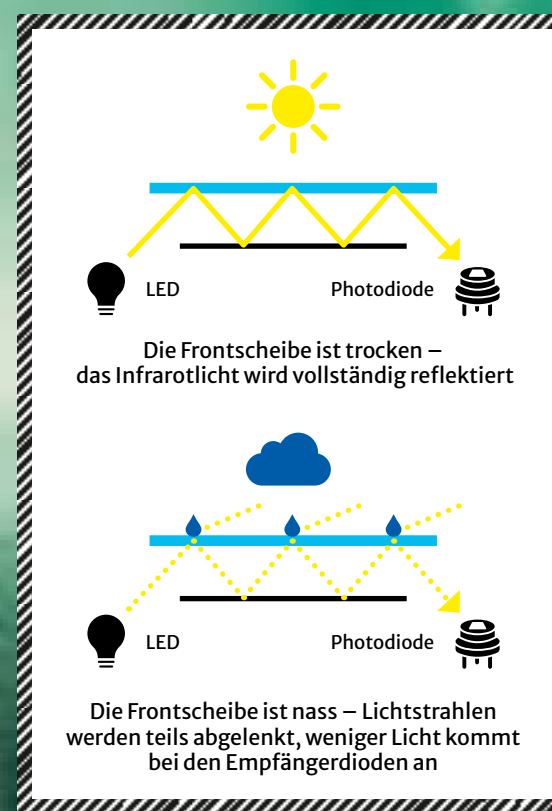 LED
Photodiode
Die Frontscheibe ist trocken –
das Infrarotlicht wird vollständig reflektiert
LED
Photodiode
Die Frontscheibe ist nass – Lichtstrahlen
werden teils abgelenkt, weniger Licht kommt
bei den Empfängerdioden an